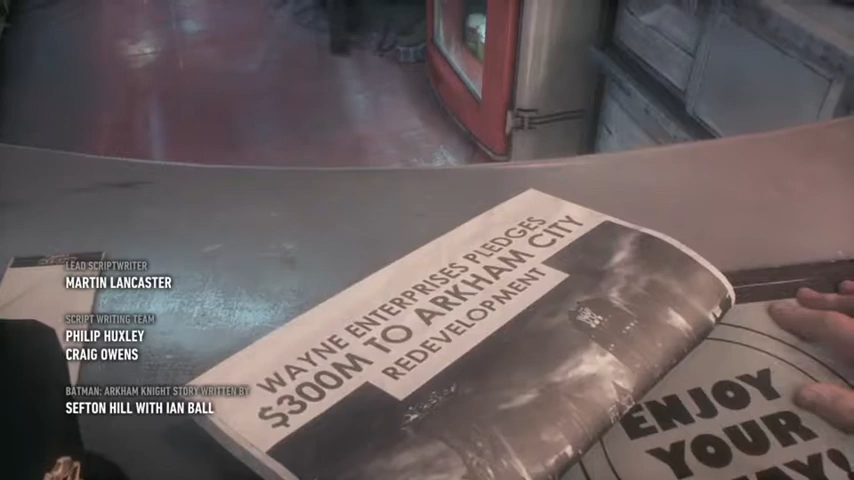 WAYNE ENTERPRISES PLEDGES
$300M TO ARKHAM CITY
REDEVELOPMENT
LEAD SCRIPTWRITER
MARTIN LANCASTER
SCRIPT WRITING TEAM
PHILIP HUXLEY
CRAIG OWENS
BATMAN: ARKHAM KNIGHT STORY WRITTEN BY
SEFTON HILL WITH IAN BALL
ENJOY
YOUR